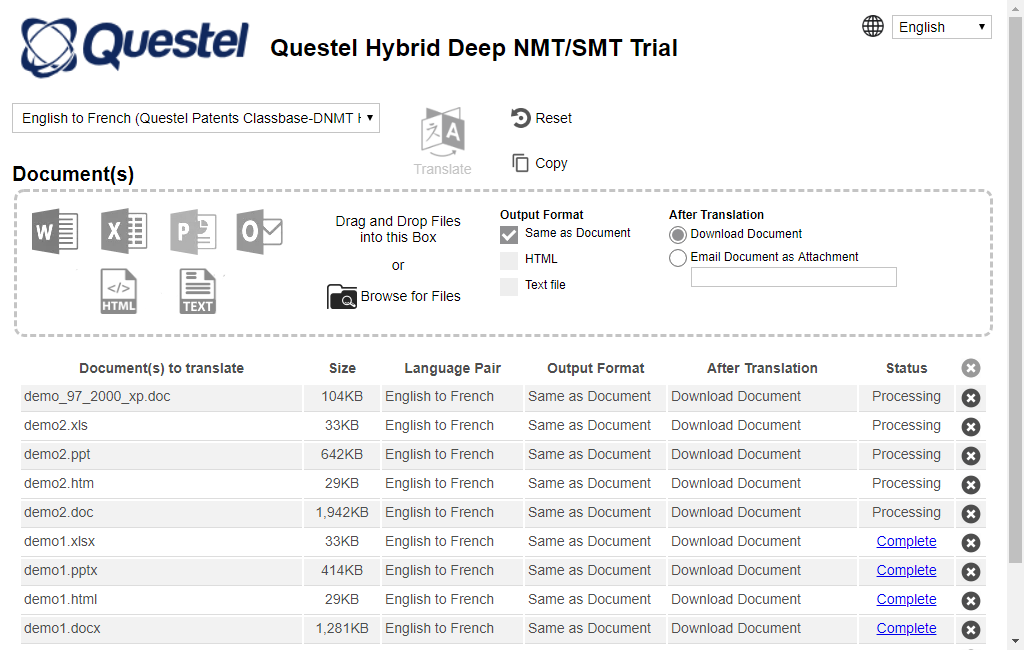 Questel
Questel Hybrid Deep NMT/SMT Trial
English
English to French (Questel Patents Classbase-DNMT H
Translate
Reset
Copy
Document(s)
W X P O
HTML TEXT
Drag and Drop Files
into this Box
or
Browse for Files
Output Format
Same as Document
HTML
Text file
After Translation
Download Document
Email Document as Attachment
Document(s) to translate Size Language Pair Output Format After Translation Status
demo_97_2000_xp.doc 104KB English to French Same as Document Download Document Processing
demo2.xls 33KB English to French Same as Document Download Document Processing
demo2.ppt 642KB English to French Same as Document Download Document Processing
demo2.htm 29KB English to French Same as Document Download Document Processing
demo2.doc 1,942KB English to French Same as Document Download Document Processing
demo1.xlsx 33KB English to French Same as Document Download Document Complete
demo1.pptx 414KB English to French Same as Document Download Document Complete
demo1.html 29KB English to French Same as Document Download Document Complete
demo1.docx 1,281KB English to French Same as Document Download Document Complete